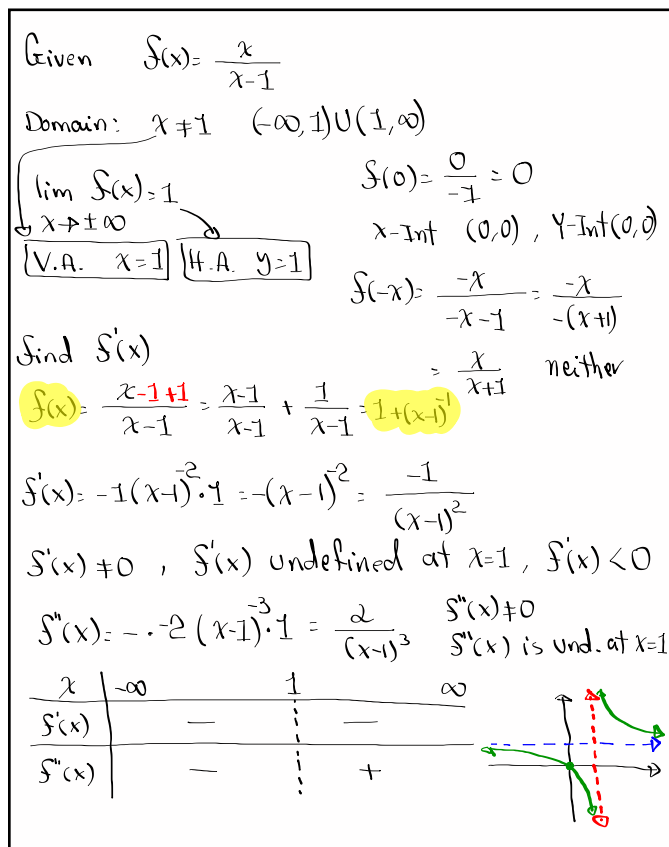 Given f(x) = x/(x-1)
Domain: x ≠ 1 (-∞, 1) ∪ (1, ∞)
lim f(x) = 1
x→±∞
V.A. x=1 H.A. y=1
f(0) = 0/-1 = 0
x-Int (0,0), Y-Int (0,0)
f(-x) = -x/(-x-1) = -x/(-(x+1))
= x/(x+1) neither
find f'(x)
f(x) = (x-1+1)/(x-1) = (x-1)/(x-1) + 1/(x-1) = 1+(x-1)⁻¹
f'(x) = -1(x-1)⁻²·1 = -(x-1)⁻² = -1/(x-1)²
f'(x) ≠ 0, f'(x) undefined at x=1, f'(x) < 0
f"(x) = -·-2(x-1)⁻³·1 = 2/(x-1)³
f"(x) ≠ 0
f"(x) is und. at x=1
x -∞ 1 ∞
f'(x) — —
f"(x) — +